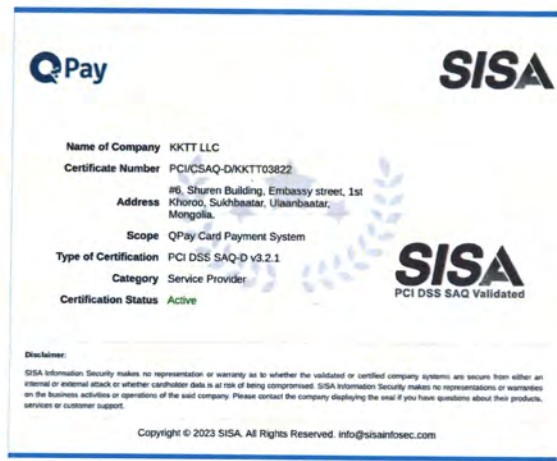 QPay
SISA
Name of Company KKTT LLC
Certificate Number PCI/CSAQ-D/KKTT03822
Address #6, Shuren Building, Embassy street, 1st
Khoroo, Sukhbaatar, Ulaanbaatar,
Mongolia.
Scope QPay Card Payment System
Type of Certification PCI DSS SAQ-D v3.2.1
Category Service Provider
Certification Status Active
SISA
PCI DSS SAQ Validated
Disclaimer:
SISA Information Security makes no representation or warranty as to whether the validated or certified company systems are secure from either an
internal or external attack or whether cardholder data is at risk of being compromised. SISA Information Security makes no representations or warranties
on the business activities or operations of the said company. Please contact the company displaying the seal if you have questions about their products,
services or customer support.
Copyright © 2023 SISA. All Rights Reserved. info@sisainfosec.com